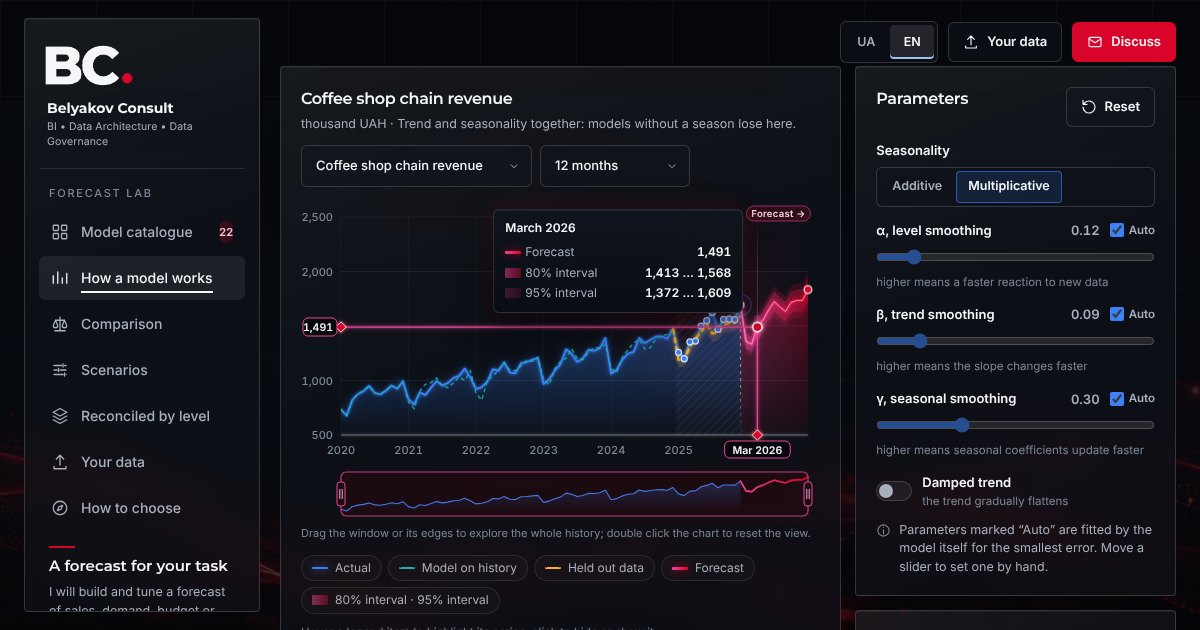 BC.
Belyakov Consult
BI • Data Architecture • Data
Governance
FORECAST LAB
Model catalogue 22
How a model works
Comparison
Scenarios
Reconciled by level
Your data
How to choose
A forecast for your task
I will build and tune a forecast
of sales, demand, budget or
UA EN Your data Discuss
Coffee shop chain revenue
thousand UAH · Trend and seasonality together: models without a season lose here.
Coffee shop chain revenue 12 months
Forecast →
2,500
2,000
1,491
1,000
500
March 2026
Forecast 1,491
80% interval 1,413 ... 1,568
95% interval 1,372 ... 1,609
2020 2021 2022 2023 2024 2025 Mar 2026
Drag the window or its edges to explore the whole history; double click the chart to reset the view.
Actual Model on history Held out data Forecast
80% interval · 95% interval
Parameters Reset
Seasonality
Additive Multiplicative
α, level smoothing 0.12 Auto
higher means a faster reaction to new data
β, trend smoothing 0.09 Auto
higher means the slope changes faster
γ, seasonal smoothing 0.30 Auto
higher means seasonal coefficients update faster
Damped trend
the trend gradually flattens
Parameters marked “Auto” are fitted by the
model itself for the smallest error. Move a
slider to set one by hand.